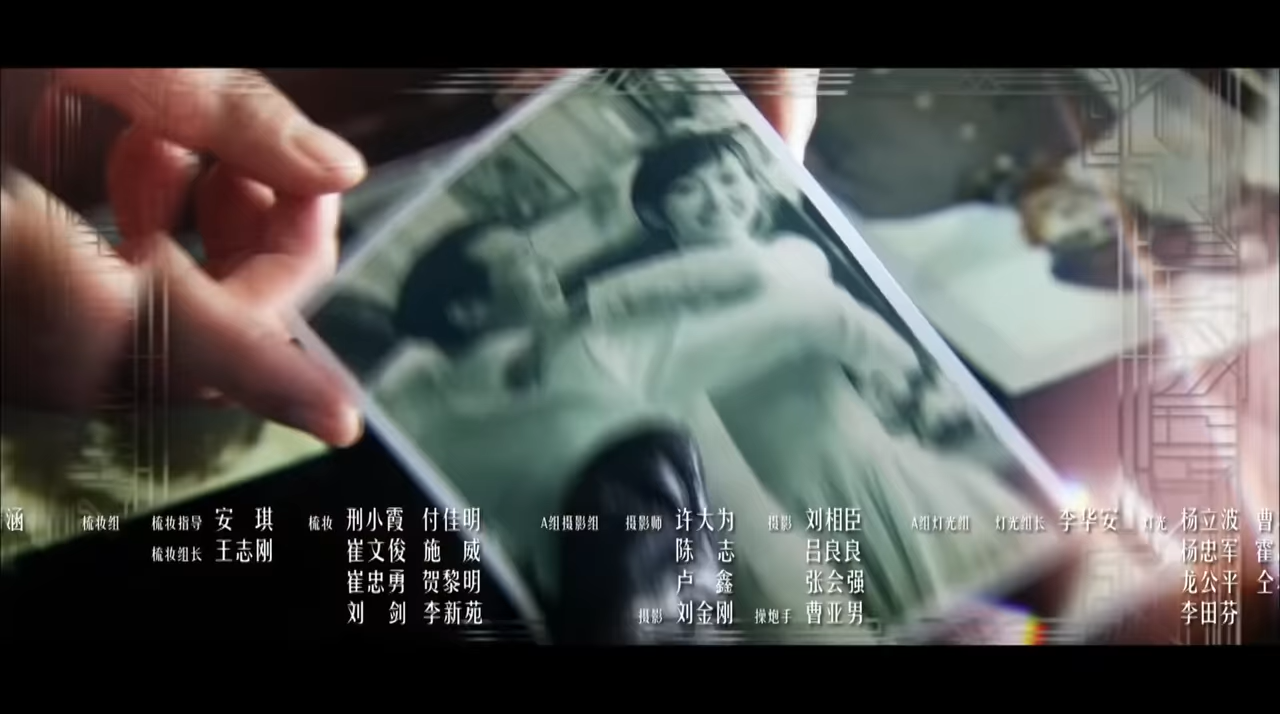 涵 梳妆组 梳妆指导 安 琪 梳妆 刑小霞 付佳明 A组摄影组 摄影师 许大为 摄影 刘相臣 A组灯光组 灯光组长 李华安 灯光 杨立波 曹
梳妆组长 王志刚 崔文俊 施 威 陈 志 吕良良 杨忠军 霍
崔忠勇 贺黎明 卢 鑫 张会强 龙公平 仝
刘 剑 李新苑 摄影 刘金刚 操炮手 曹亚男 李田芬